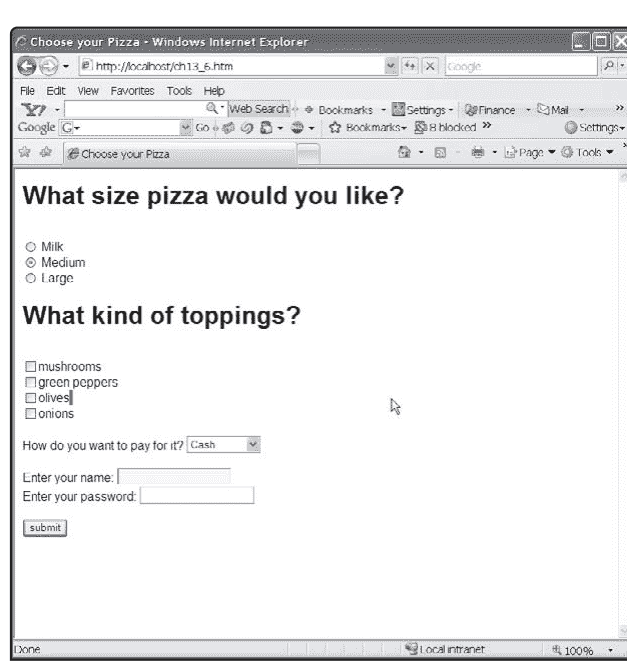 Choose your Pizza - Windows Internet Explorer
http://localhost/ch13_6.htm
Google
File Edit View Favorites Tools Help
Y! Web Search Bookmarks Settings Finance Mail »
Google G Go Bookmarks 8 blocked » Settings
Choose your Pizza Page Tools »
What size pizza would you like?
Milk
Medium
Large
What kind of toppings?
mushrooms
green peppers
olives
onions
How do you want to pay for it? Cash
Enter your name:
Enter your password:
submit
Done Local intranet 100%